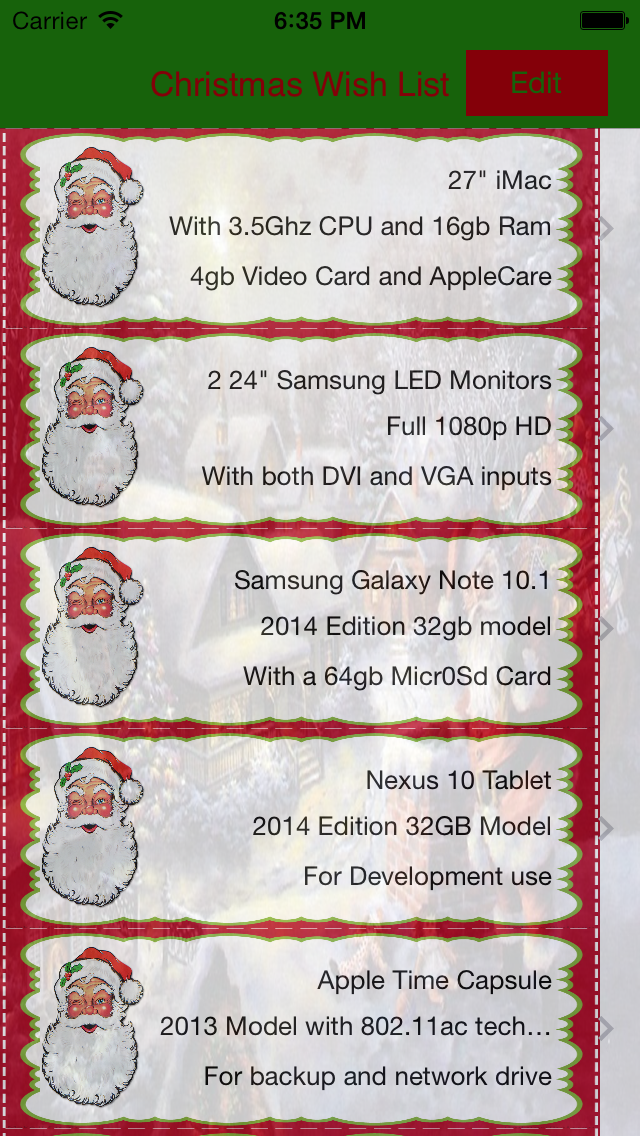 Carrier 6:35 PM
Christmas Wish List Edit
27" iMac
With 3.5Ghz CPU and 16gb Ram
4gb Video Card and AppleCare
2 24" Samsung LED Monitors
Full 1080p HD
With both DVI and VGA inputs
Samsung Galaxy Note 10.1
2014 Edition 32gb model
With a 64gb Micr0Sd Card
Nexus 10 Tablet
2014 Edition 32GB Model
For Development use
Apple Time Capsule
2013 Model with 802.11ac tech...
For backup and network drive